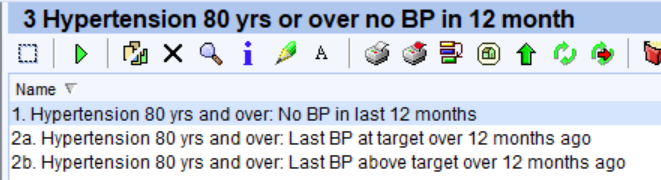 3 Hypertension 80 yrs or over no BP in 12 month
A
Name
1. Hypertension 80 yrs and over: No BP in last 12 months
2a. Hypertension 80 yrs and over: Last BP at target over 12 months ago
2b. Hypertension 80 yrs and over: Last BP above target over 12 months ago